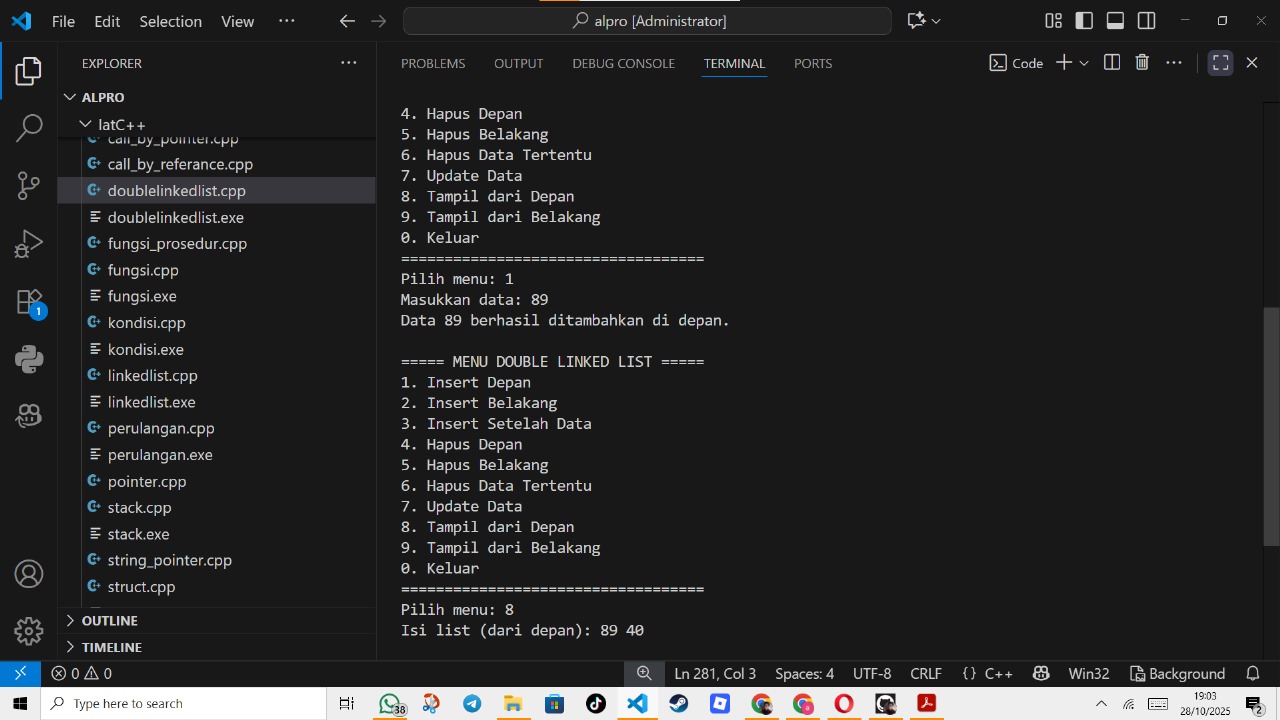 File Edit Selection View ···
alpro [Administrator]
EXPLORER
ALPRO
latC++
call_by_pointer.cpp
call_by_referance.cpp
doublelinkedlist.cpp
doublelinkedlist.exe
fungsi_prosedur.cpp
fungsi.cpp
fungsi.exe
kondisi.cpp
kondisi.exe
linkedlist.cpp
linkedlist.exe
perulangan.cpp
perulangan.exe
pointer.cpp
stack.cpp
stack.exe
string_pointer.cpp
struct.cpp
OUTLINE
TIMELINE
1
PROBLEMS OUTPUT DEBUG CONSOLE TERMINAL PORTS
Code
4. Hapus Depan
5. Hapus Belakang
6. Hapus Data Tertentu
7. Update Data
8. Tampil dari Depan
9. Tampil dari Belakang
0. Keluar
===================================
Pilih menu: 1
Masukkan data: 89
Data 89 berhasil ditambahkan di depan.
===== MENU DOUBLE LINKED LIST =====
1. Insert Depan
2. Insert Belakang
3. Insert Setelah Data
4. Hapus Depan
5. Hapus Belakang
6. Hapus Data Tertentu
7. Update Data
8. Tampil dari Depan
9. Tampil dari Belakang
0. Keluar
===================================
Pilih menu: 8
Isi list (dari depan): 89 40
0 0
Ln 281, Col 3 Spaces: 4 UTF-8 CRLF {} C++ Win32 Background
Type here to search
38
19:03
28/10/2025
2